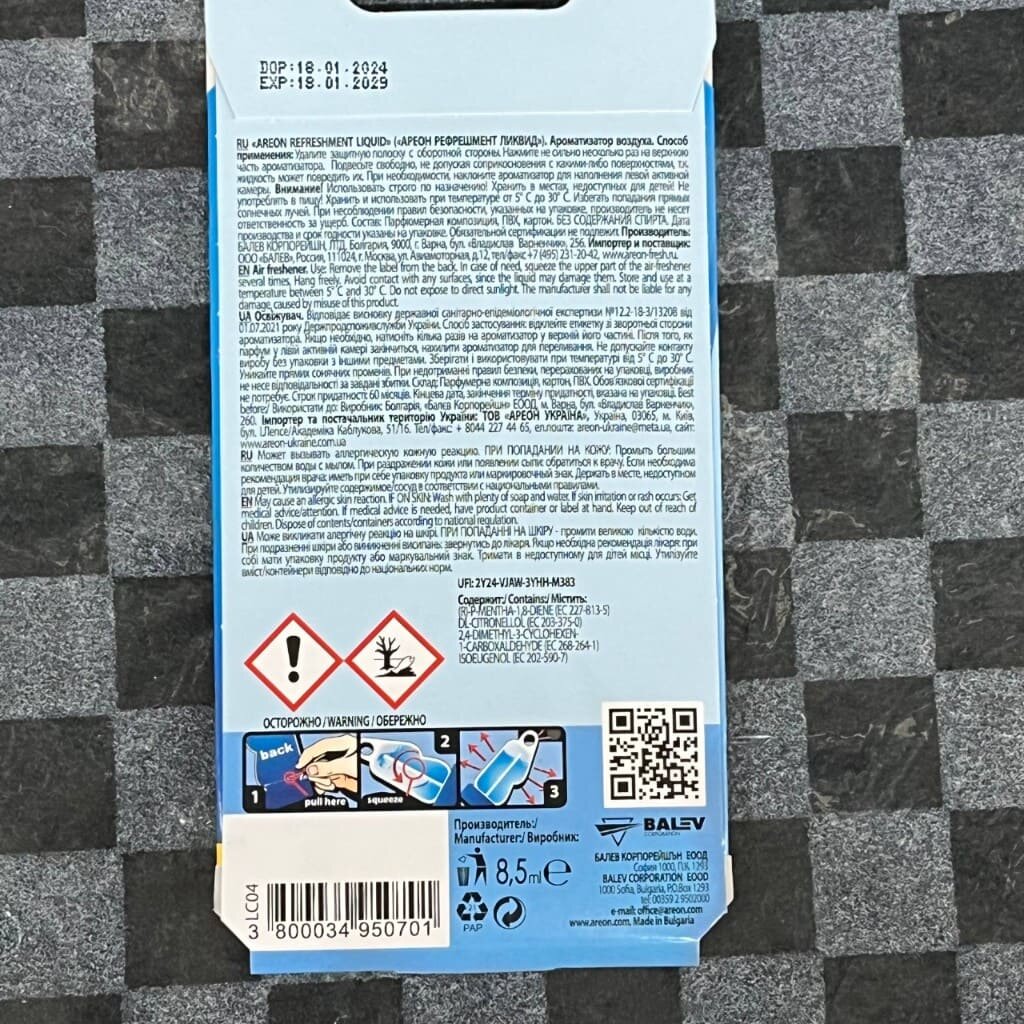 DOP:18.01.2024
EXP:18.01.2029
RU «AREON REFRESHMENT LIQUID» («АРЕОН РЕФРЕШМЕНТ ЛИКВИД»). Ароматизатор воздуха. Способ
применения: Удалите защитную полоску с оборотной стороны. Нажмите не сильно несколько раз на верхнюю
часть ароматизатора. Подвесьте свободно, не допуская соприкосновения с какими-либо поверхностями, т.к.
жидкость может повредить их. При необходимости, наклоните ароматизатор для наполнения левой активной
камеры. Внимание! Использовать строго по назначению! Хранить в местах, недоступных для детей! Не
употреблять в пищу! Хранить и использовать при температуре от 5° С до 30° С. Избегать попадания прямых
солнечных лучей. При несоблюдении правил безопасности, указанных на упаковке, производитель не несет
ответственность за ущерб. Состав: Парфюмерная композиция, ПВХ, картон. БЕЗ СОДЕРЖАНИЯ СПИРТА. Дата
производства и срок годности указаны на упаковке. Обязательной сертификации не подлежит. Производитель:
БАЛЕВ КОРПОРЕЙШН, ЛТД, Болгария, 9000, г. Варна, бул. «Владислав Варненчик», 256. Импортер и поставщик:
ООО «БАЛЕВ», Россия, 111024, г. Москва, ул. Авиамоторная, д.12, тел/факс +7 (495) 231-20-42, www.areon-fresh.ru.
EN Air freshener. Use: Remove the label from the back. In case of need, squeeze the upper part of the air-freshener
several times. Hang freely. Avoid contact with any surfaces, since the liquid may damage them. Store and use at a
temperature between 5° C and 30° C. Do not expose to direct sunlight. The manufacturer shall not be liable for any
damage, caused by misuse of this product.
UA Освіжувач. Відповідає висновку державної санітарно-епідеміологічної експертизи №12.2-18-3/13208 від
01.07.2021 року Держпродспоживслужби України. Спосіб застосування: відклейте етикетку зі зворотньої сторони
ароматизатора. Якщо необхідно, натисніть кілька разів на ароматизатор у верхній його частині. Після того, як
парфум у лівій активній камері закінчиться, нахилити ароматизатор для переливання. Не допускайте контакту
виробу без упаковки з іншими предметами. Зберігати і використовувати при температурі від 5° С до 30° С.
Уникайте прямих сонячних променів. При недотриманні правил безпеки, перерахованих на упаковці, виробник
не несе відповідальності за завдані збитки. Склад: Парфумерна композиція, картон, ПВХ. Обов'язкової сертифікації
не потребує. Строк придатності: 60 місяців. Кінцева дата, закінчення терміну придатності, вказана на упаковці, best
before/ Використати до: Виробник: Болгарія, «Балєв Корпорейшн» ЕООД, м. Варна, бул. «Владислав Варненчик»,
260. Імпортер та постачальник територію України: ТОВ «АРЕОН УКРАЇНА», Україна, 03065, м. Київ,
бул. І.Лепсе/Академіка Каблукова, 51/16. Тел/факс: + 8044 227 44 65, ел.пошта: areon-ukraine@meta.ua, сайт:
www.areon-ukraine.com.ua
RU Может вызывать аллергическую кожную реакцию. ПРИ ПОПАДАНИИ НА КОЖУ: Промыть большим
количеством воды с мылом. При раздражении кожи или появлении сыпи: обратиться к врачу. Если необходима
рекомендация врача: иметь при себе упаковку продукта или маркировочный знак. Держать в месте, недоступном
для детей. Утилизируйте содержимое/сосуд в соответствии с национальными правилами.
EN May cause an allergic skin reaction. IF ON SKIN: Wash with plenty of soap and water. If skin irritation or rash occurs: Get
medical advice/attention. If medical advice is needed, have product container or label at hand. Keep out of reach of
children. Dispose of contents/containers according to national regulation.
UA Може викликати алергічну реакцію на шкірі. ПРИ ПОПАДАННІ НА ШКІРУ - промити великою кількістю води.
При подразненні шкіри або виникненні висипань: звернутись до лікаря. Якщо необхідна рекомендація лікаря: при
собі мати упаковку продукту або маркувальний знак. Тримати в недоступному для дітей місці. Утилізуйте
вміст/контейнери відповідно до національних норм.
UFI: 2Y24-VJAW-3YHH-M383
Содержит:/ Contains:/ Містить:
(R)-P-MENTHA-1,8-DIENE (EC 227-813-5)
DL-CITRONELLOL (EC 203-375-0)
2,4-DIMETHYL-3-CYCLOHEXEN-
1-CARBOXALDEHYDE (EC 268-264-1)
ISOEUGENOL (EC 202-590-7)
ОСТОРОЖНО / WARNING / ОБЕРЕЖНО
back
1
pull here
2
squeeze
3
Производитель:/
Manufacturer:/ Виробник:
8,5ml℮
21
PAP
BALEV
CORPORATION
БАЛЕВ КОРПОРЕЙШЪН ЕООД
София 1000, П.К. 1293
BALEV CORPORATION EOOD
1000 Sofia, Bulgaria, P.O.Box 1293
tel: 00359 2 9502000
e-mail: office@areon.com
www.areon.com, Made in Bulgaria
3LC04
3 800034 950701